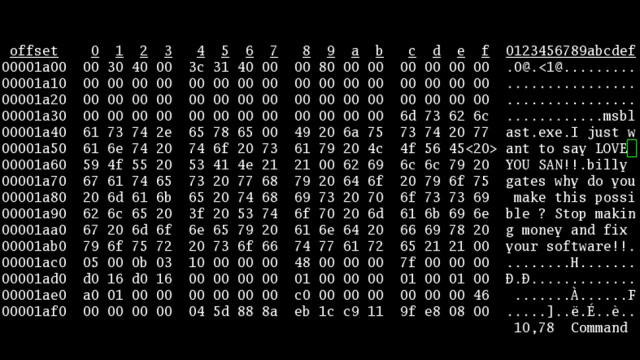 offset 0 1 2 3 4 5 6 7 8 9 a b c d e f 0123456789abcdef
00001a00 00 30 40 00 3c 31 40 00 00 80 00 00 00 00 00 00 .0@.<1@.........
00001a10 00 00 00 00 00 00 00 00 00 00 00 00 00 00 00 00 ................
00001a20 00 00 00 00 00 00 00 00 00 00 00 00 00 00 00 00 ................
00001a30 00 00 00 00 00 00 00 00 00 00 00 00 6d 73 62 6c ............msbl
00001a40 61 73 74 2e 65 78 65 00 49 20 6a 75 73 74 20 77 ast.exe.I just w
00001a50 61 6e 74 20 74 6f 20 73 61 79 20 4c 4f 56 45<20> ant to say LOVE
00001a60 59 4f 55 20 53 41 4e 21 21 00 62 69 6c 6c 79 20 YOU SAN!!.billy
00001a70 67 61 74 65 73 20 77 68 79 20 64 6f 20 79 6f 75 gates why do you
00001a80 20 6d 61 6b 65 20 74 68 69 73 20 70 6f 73 73 69 make this possi
00001a90 62 6c 65 20 3f 20 53 74 6f 70 20 6d 61 6b 69 6e ble ? Stop makin
00001aa0 67 20 6d 6f 6e 65 79 20 61 6e 64 20 66 69 78 20 g money and fix
00001ab0 79 6f 75 72 20 73 6f 66 74 77 61 72 65 21 21 00 your software!!.
00001ac0 05 00 0b 03 10 00 00 00 48 00 00 00 7f 00 00 00 ........H.......
00001ad0 d0 16 d0 16 00 00 00 00 01 00 00 00 01 00 01 00 Ð.Ð.............
00001ae0 a0 01 00 00 00 00 00 00 c0 00 00 00 00 00 00 46 ........À......F
00001af0 00 00 00 00 04 5d 88 8a eb 1c c9 11 9f e8 08 00 .....]..ë.É..è..
10,78 Command